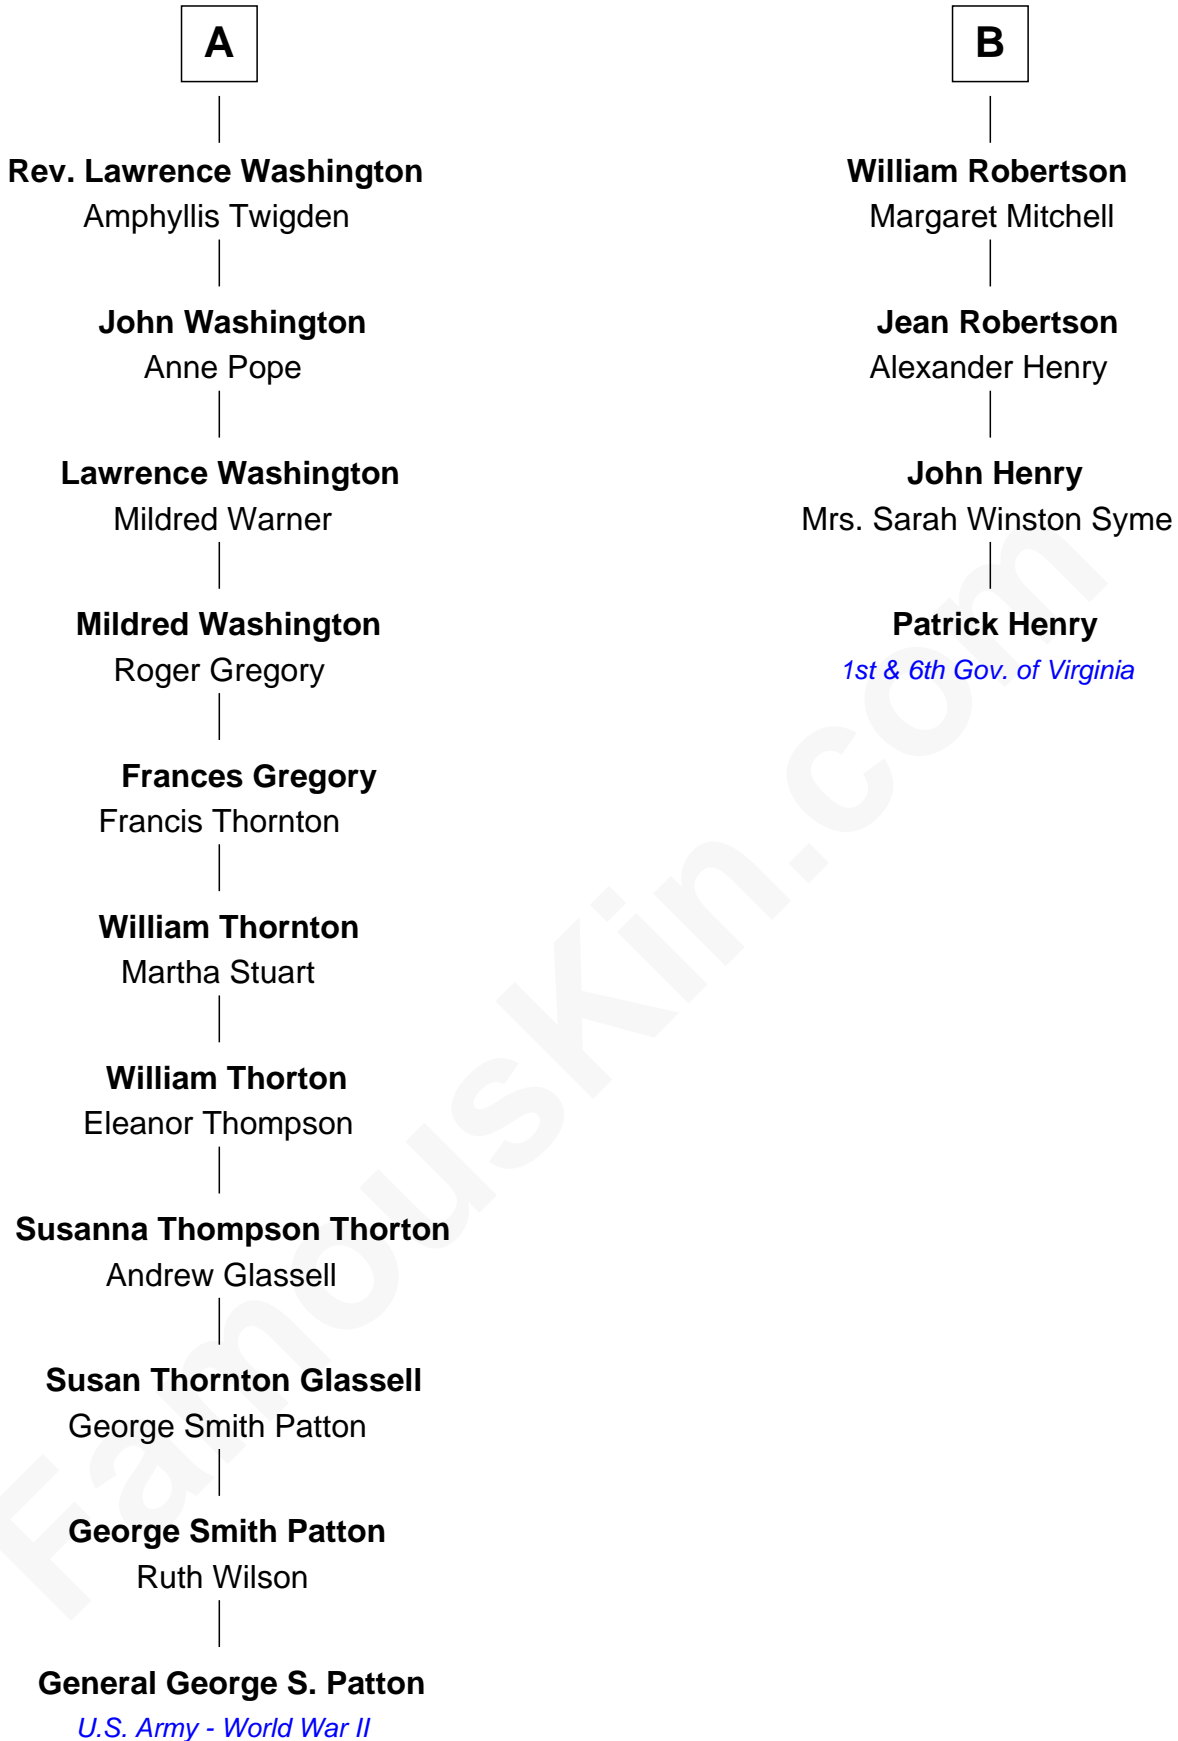 A
Rev. Lawrence Washington
Amphyllis Twigden
John Washington
Anne Pope
Lawrence Washington
Mildred Warner
Mildred Washington
Roger Gregory
Frances Gregory
Francis Thornton
William Thornton
Martha Stuart
William Thorton
Eleanor Thompson
Susanna Thompson Thorton
Andrew Glassell
Susan Thornton Glassell
George Smith Patton
George Smith Patton
Ruth Wilson
General George S. Patton
U.S. Army - World War II
B
William Robertson
Margaret Mitchell
Jean Robertson
Alexander Henry
John Henry
Mrs. Sarah Winston Syme
Patrick Henry
1st & 6th Gov. of Virginia
FamousKin.com